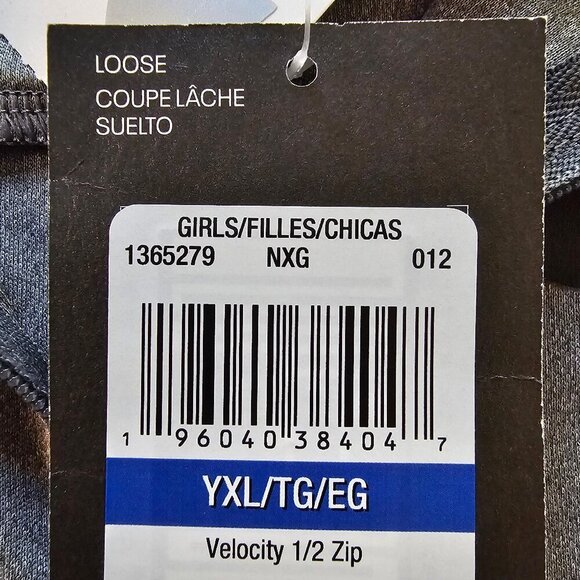 LOOSE
COUPE LÂCHE
SUELTO
GIRLS/FILLES/CHICAS
1365279 NXG 012
1 96040 38404 7
YXL/TG/EG
Velocity 1/2 Zip